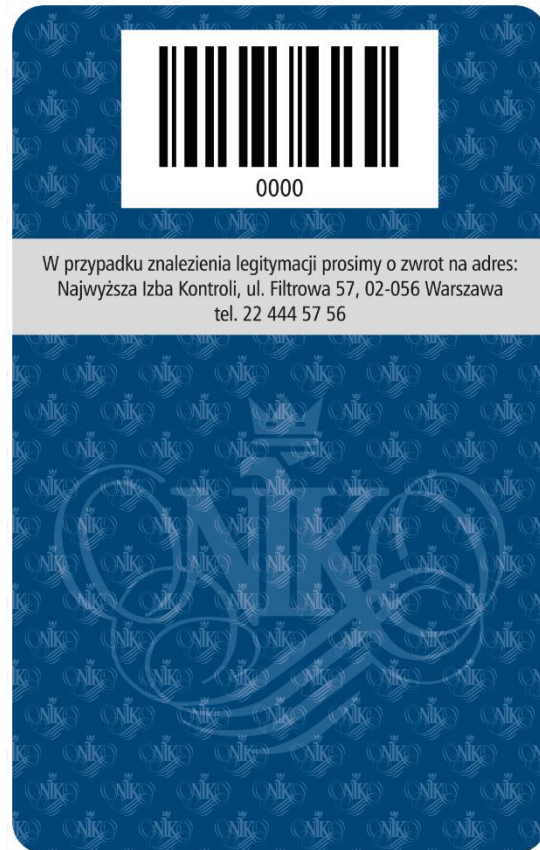 0000
W przypadku znalezienia legitymacji prosimy o zwrot na adres:
Najwyższa Izba Kontroli, ul. Filtrowa 57, 02-056 Warszawa
tel. 22 444 57 56
NIK